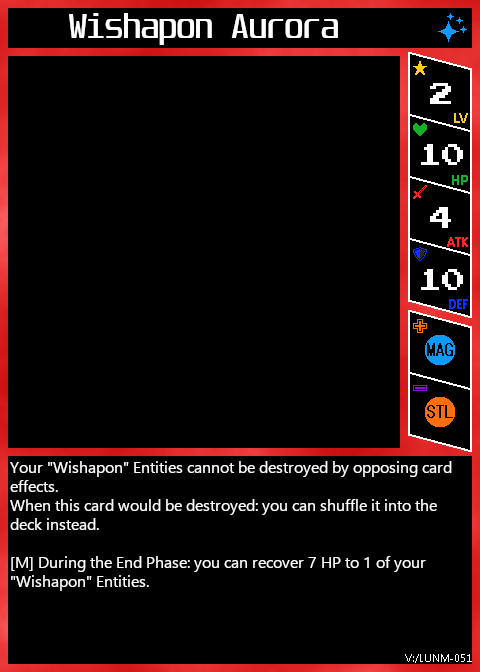 Wishapon Aurora
2
LV
10
HP
4
ATK
10
DEF
MAG
STL
Your "Wishapon" Entities cannot be destroyed by opposing card
effects.
When this card would be destroyed: you can shuffle it into the
deck instead.
[M] During the End Phase: you can recover 7 HP to 1 of your
"Wishapon" Entities.
V:/LUNM-051